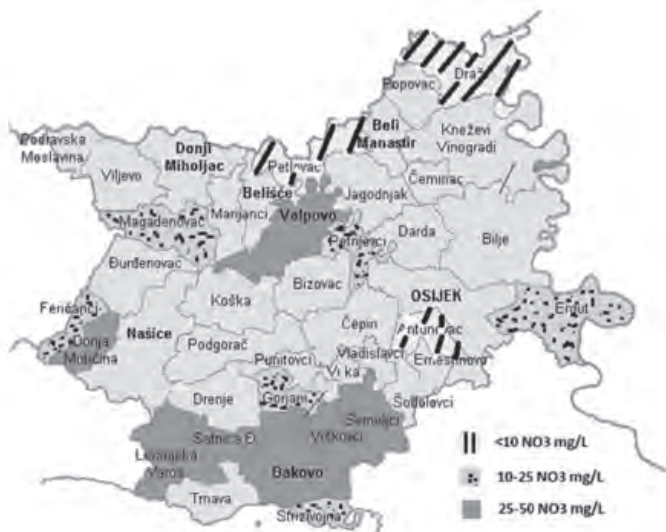 Draž
Popovac
Podravska
Moslavina
Viljevo
Donji
Miholjac
Petlovac
Beli
Manastir
Kneževi
Vinogradi
Belišće
Čeminac
Jagodnjak
Magadenovac
Marijanci
Valpovo
Petrijevci
Darda
Bilje
Đurđenovac
Bizovac
Koška
OSIJEK
Erdut
Feričanci
Našice
Čepin
Antunovac
Donja
Motičina
Podgorač
Punitovci
Vladislavci
Ernestinovo
Vuka
Drenje
Gorjani
Šodolovci
Semeljci
Satnica Đ.
Viškovci
Levanjska
Varoš
Đakovo
Trnava
Strizivojna
<10 NO3 mg/L
10-25 NO3 mg/L
25-50 NO3 mg/L